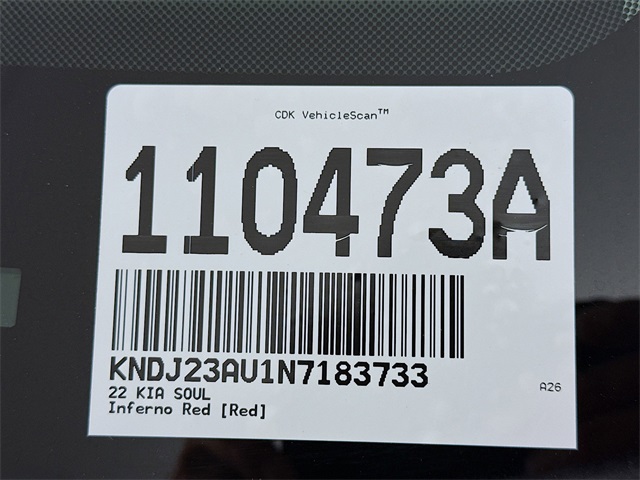 CDK VehicleScan™
110473A
KNDJ23AU1N7183733
22 KIA SOUL
A26
Inferno Red [Red]